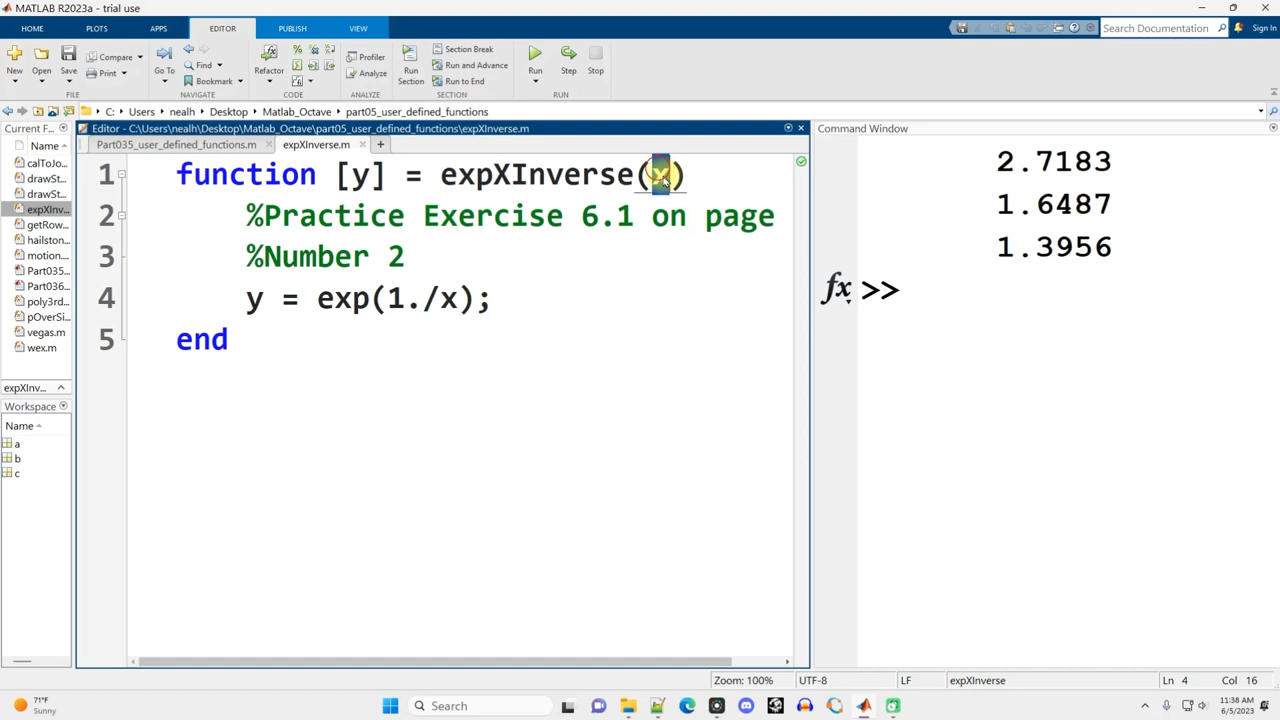 MATLAB R2023a - trial use
HOME PLOTS APPS EDITOR PUBLISH VIEW
Search Documentation
Sign In
New Open Save Compare Print
Go To Find Bookmark
Refactor
Profiler Analyze
Run Section
Section Break
Run and Advance
Run to End
Run Step Stop
FILE NAVIGATE CODE ANALYZE SECTION RUN
C: Users nealh Desktop Matlab_Octave part05_user_defined_functions
Current F...
Name
calToJo...
drawSt...
drawSt...
expXInv...
getRow...
hailston...
motion...
Part035...
Part036...
poly3rd...
pOverSi...
vegas.m
wex.m
expXInv...
Workspace
Name
a
b
c
Editor - C:\Users\nealh\Desktop\Matlab_Octave\part05_user_defined_functions\expXInverse.m
Part035_user_defined_functions.m expXInverse.m
1 function [y] = expXInverse(x)
2 %Practice Exercise 6.1 on page
3 %Number 2
4 y = exp(1./x);
5 end
Command Window
2.7183
1.6487
1.3956
fx >>
Zoom: 100% UTF-8 LF expXInverse Ln 4 Col 16
71°F
Sunny
Search
11:38 AM
6/5/2023